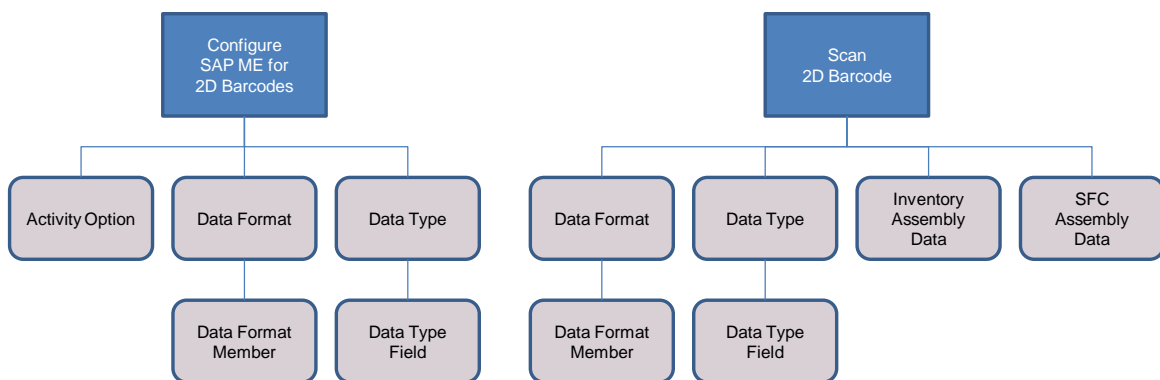 Configure
SAP ME for
2D Barcodes
Scan
2D Barcode
Activity Option
Data Format
Data Type
Data Format
Data Type
Inventory
Assembly
Data
SFC
Assembly
Data
Data Format
Member
Data Type
Field
Data Format
Member
Data Type
Field